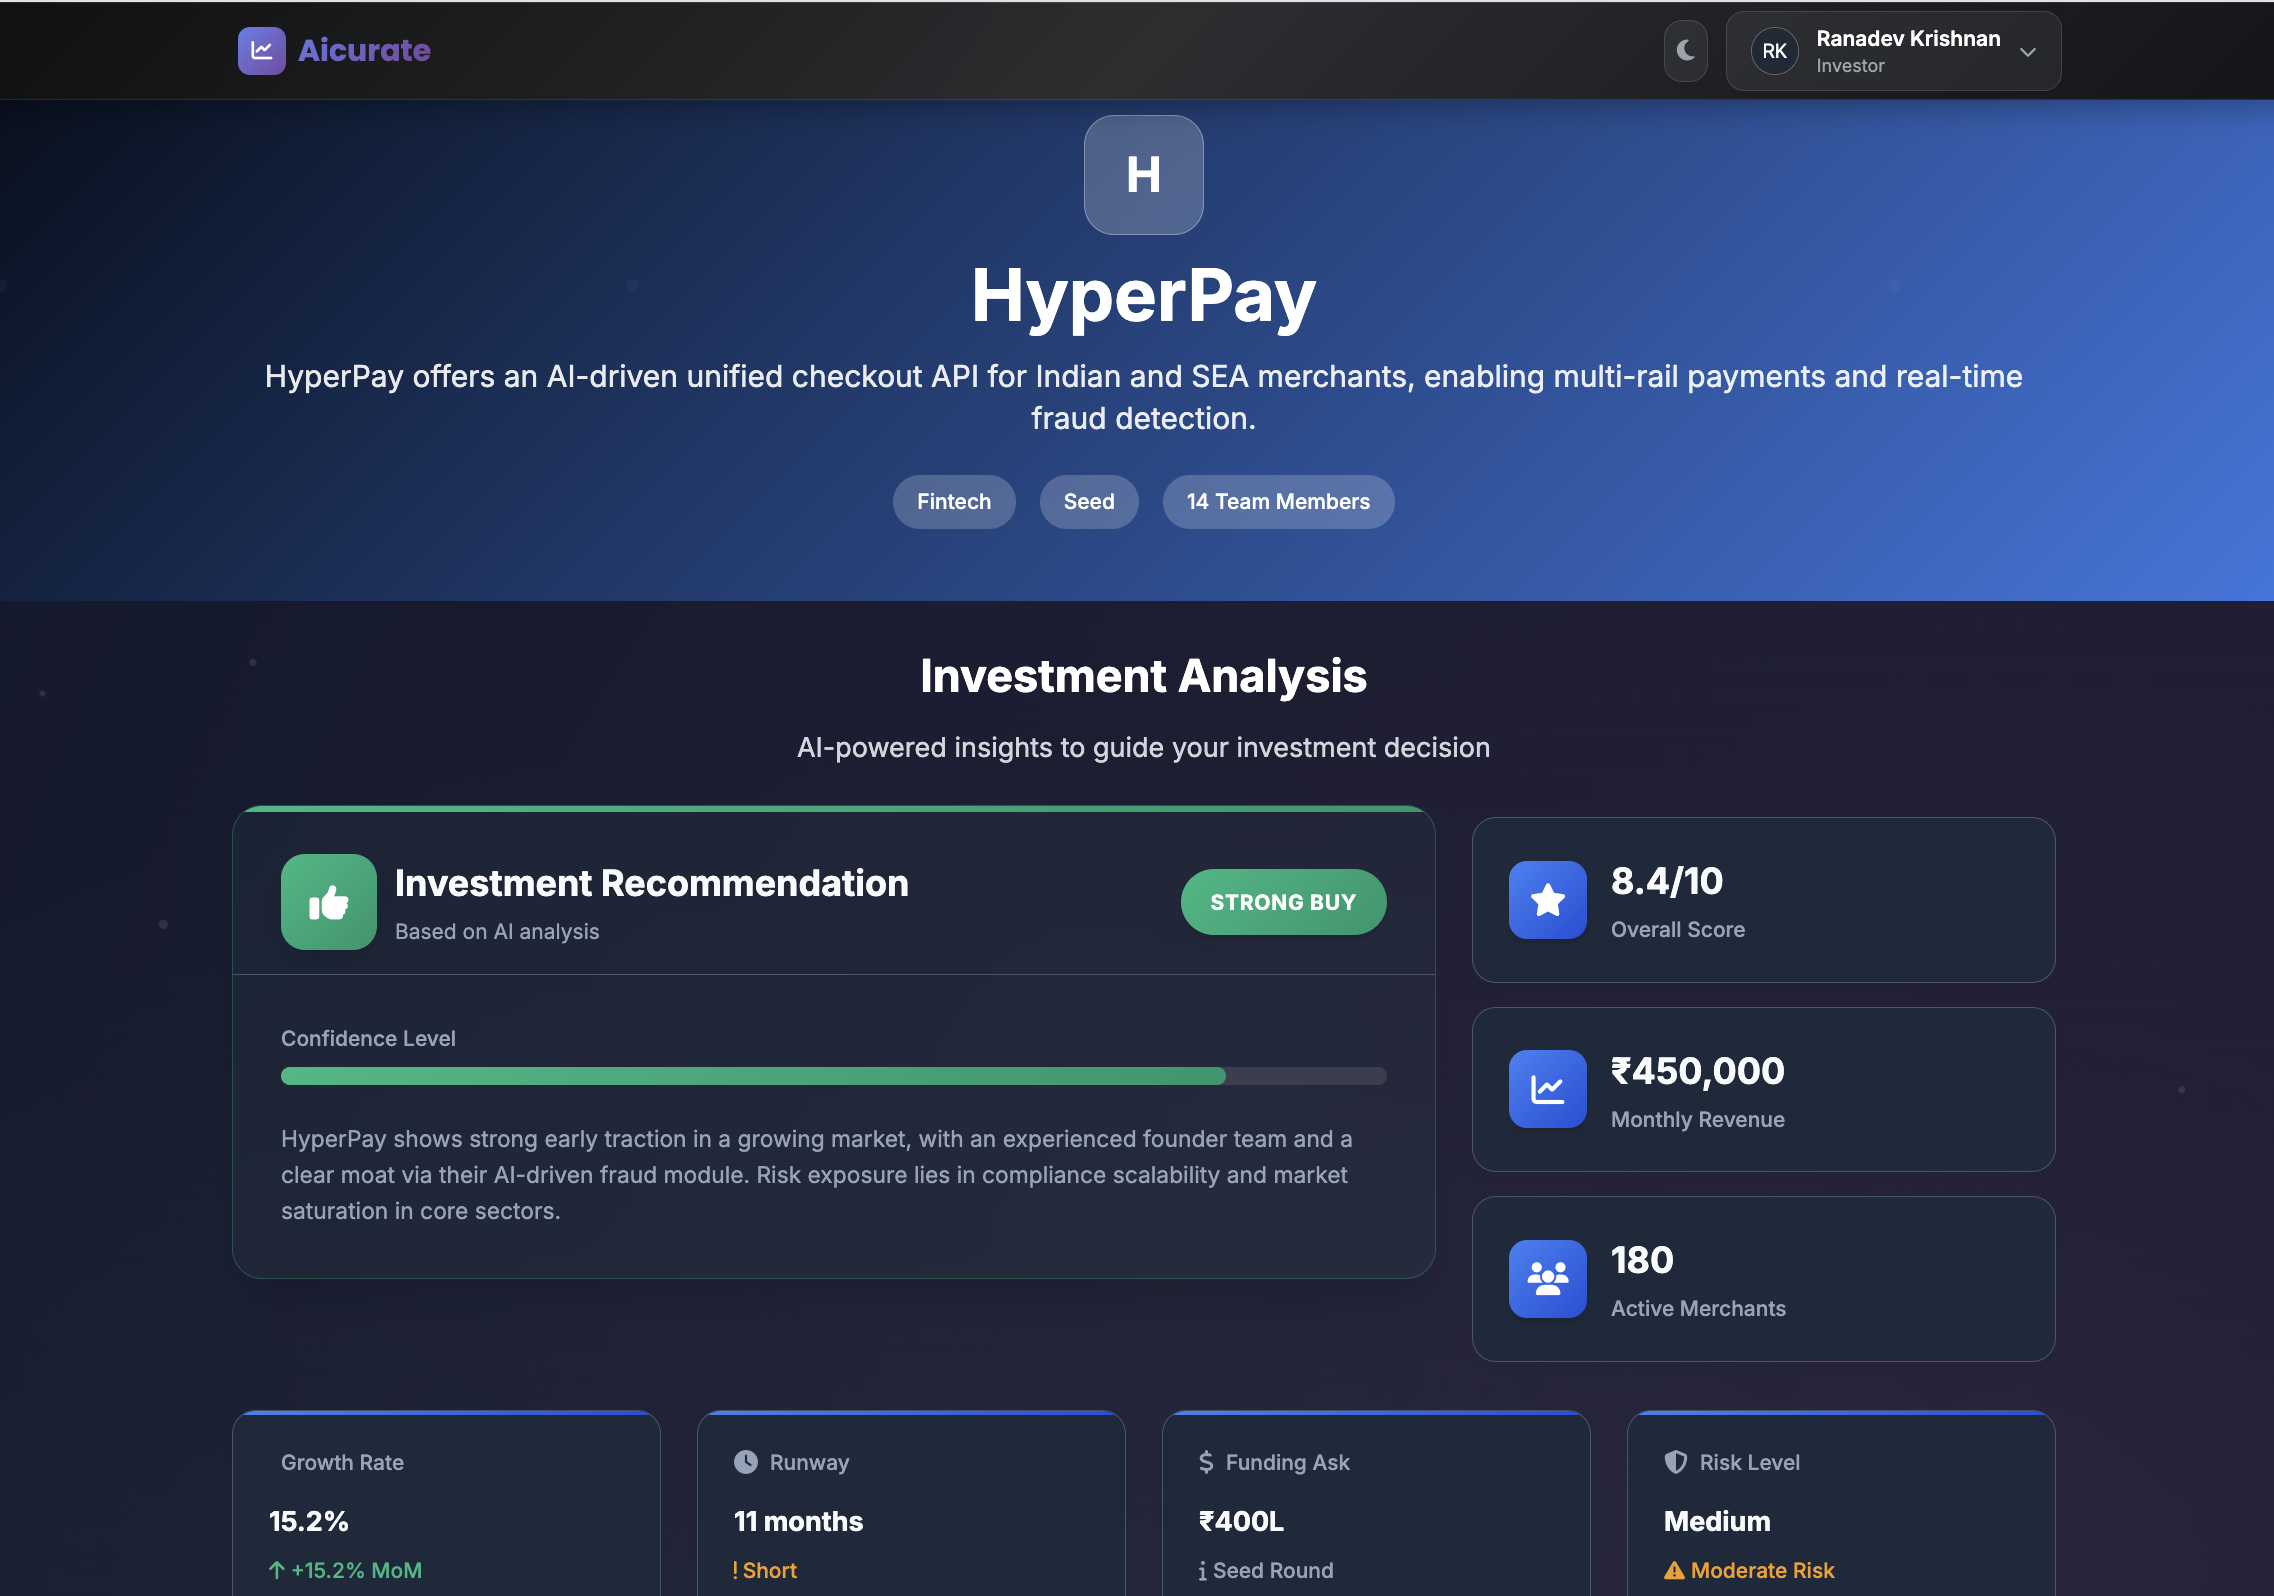 Aicurate
RK
Ranadev Krishnan
Investor
H
HyperPay
HyperPay offers an AI-driven unified checkout API for Indian and SEA merchants, enabling multi-rail payments and real-time
fraud detection.
Fintech
Seed
14 Team Members
Investment Analysis
AI-powered insights to guide your investment decision
Investment Recommendation
Based on AI analysis
STRONG BUY
Confidence Level
HyperPay shows strong early traction in a growing market, with an experienced founder team and a
clear moat via their AI-driven fraud module. Risk exposure lies in compliance scalability and market
saturation in core sectors.
8.4/10
Overall Score
₹450,000
Monthly Revenue
180
Active Merchants
Growth Rate
15.2%
+15.2% MoM
Runway
11 months
! Short
$ Funding Ask
₹400L
i Seed Round
Risk Level
Medium
Moderate Risk